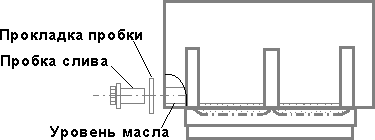 Прокладка пробки
Пробка слива
Уровень масла